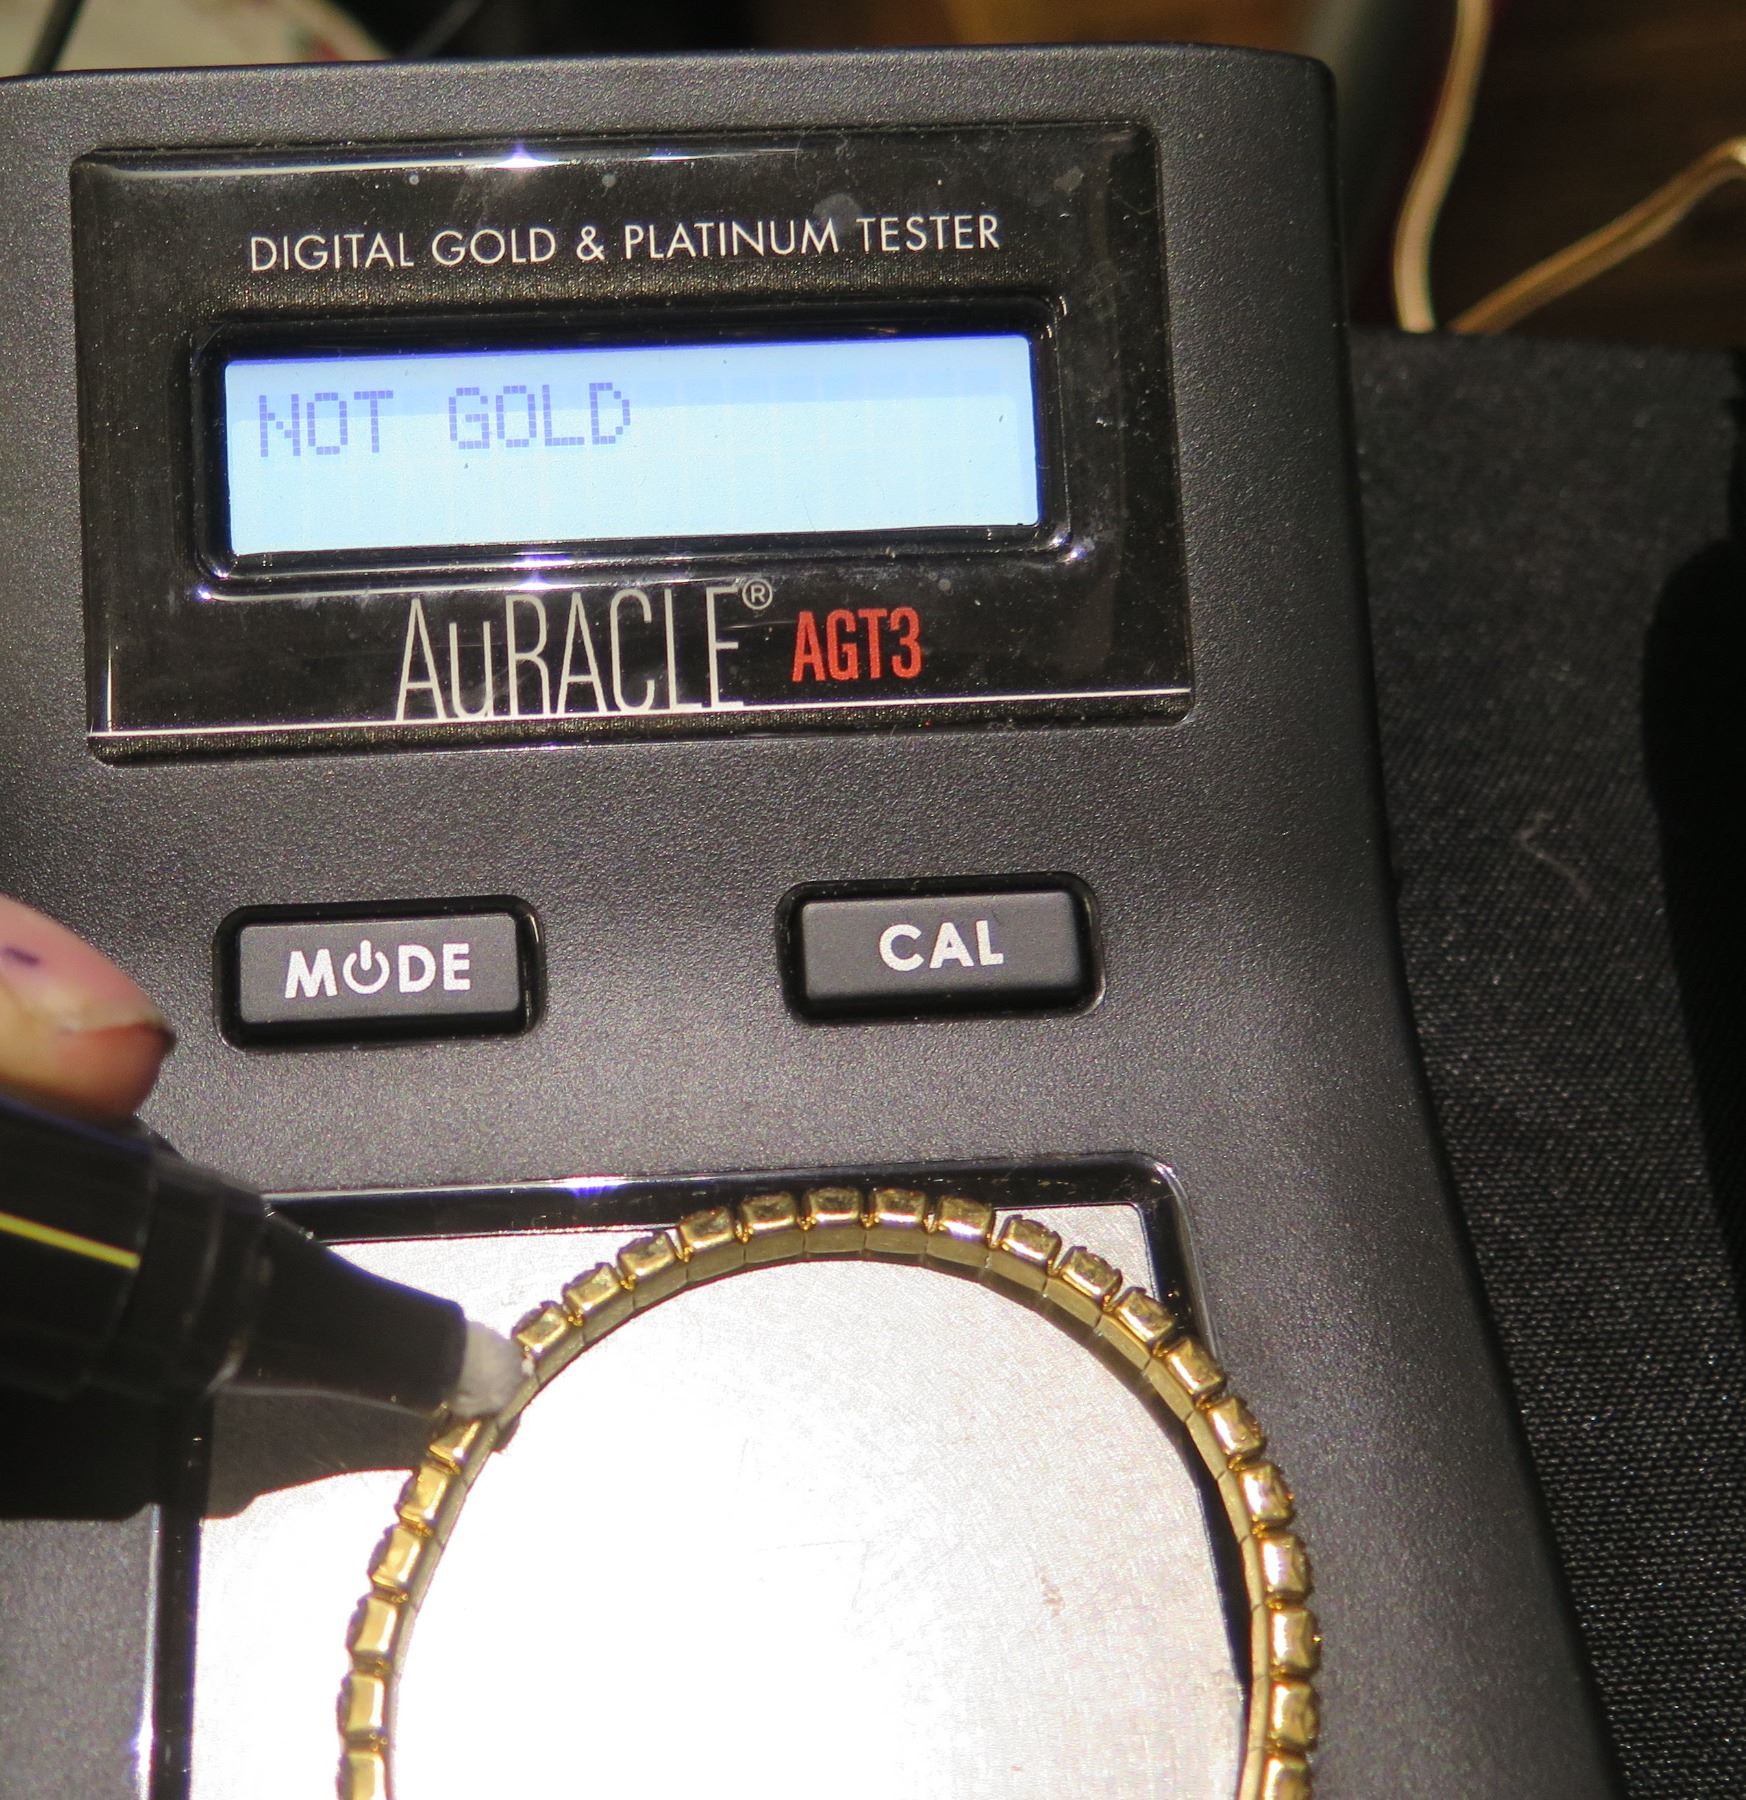 DIGITAL GOLD & PLATINUM TESTER
NOT GOLD
AuRACLE® AGT3
MODE
CAL